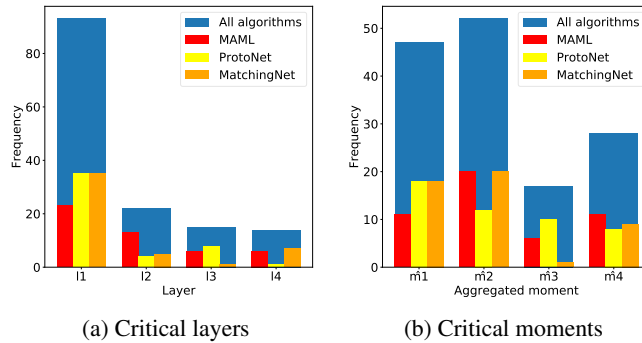 All algorithms
MAML
ProtoNet
MatchingNet
Frequency
80
60
40
20
0
l1 l2 l3 l4
Layer
(a) Critical layers
All algorithms
MAML
ProtoNet
MatchingNet
Frequency
50
40
30
20
10
0
m̂1 m̂2 m̂3 m̂4
Aggregated moment
(b) Critical moments